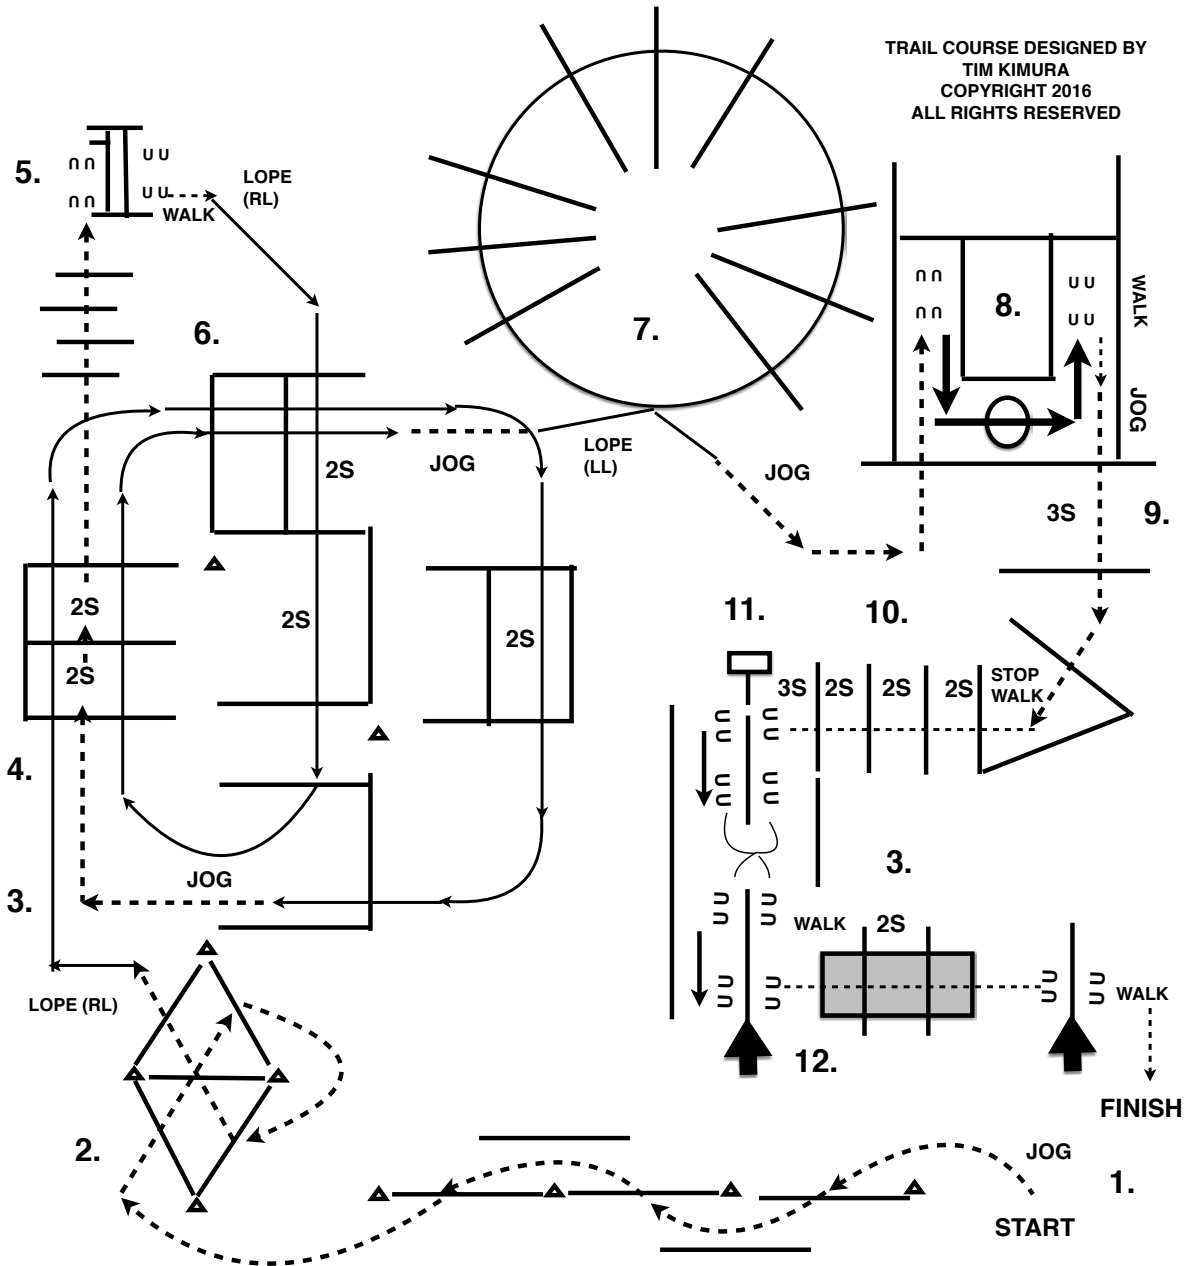 TRAIL COURSE DESIGNED BY
TIM KIMURA
COPYRIGHT 2016
ALL RIGHTS RESERVED
5.
WALK
LOPE
(RL)
6.
7.
8.
WALK
JOG
2S
JOG
LOPE
(LL)
JOG
3S
9.
2S
2S
2S
2S
11.
10.
3S
2S
2S
2S
STOP
WALK
4.
JOG
3.
3.
WALK
2S
LOPE (RL)
WALK
12.
FINISH
2.
JOG
1.
START